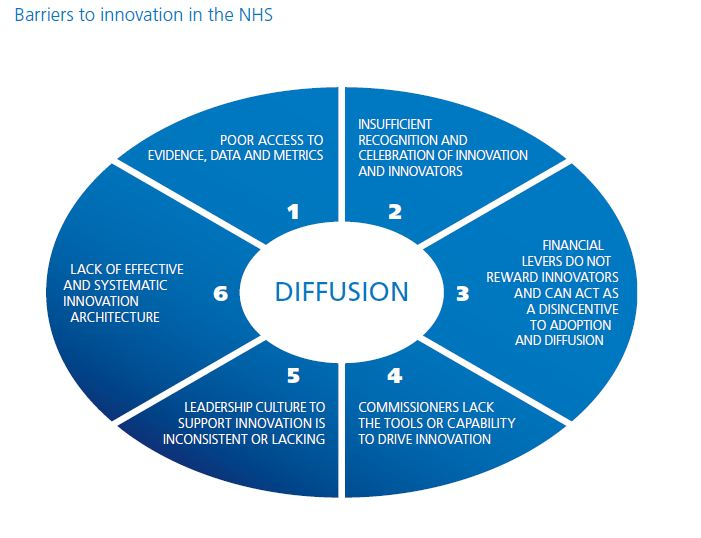 Barriers to innovation in the NHS
POOR ACCESS TO
EVIDENCE, DATA AND METRICS
1
INSUFFICIENT
RECOGNITION AND
CELEBRATION OF INNOVATION
AND INNOVATORS
2
FINANCIAL
LEVERS DO NOT
REWARD INNOVATORS
AND CAN ACT AS
A DISINCENTIVE
TO ADOPTION
AND DIFFUSION
3
4
COMMISSIONERS LACK
THE TOOLS OR CAPABILITY
TO DRIVE INNOVATION
5
LEADERSHIP CULTURE TO
SUPPORT INNOVATION IS
INCONSISTENT OR LACKING
LACK OF EFFECTIVE
AND SYSTEMATIC
INNOVATION
ARCHITECTURE
6
DIFFUSION